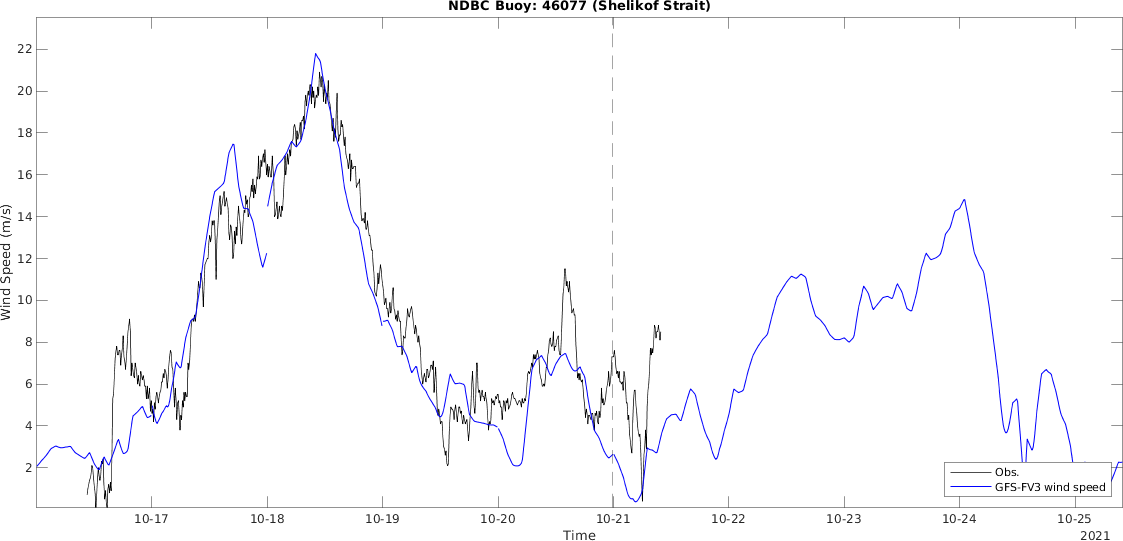 NDBC Buoy: 46077 (Shelikof Strait)
Wind Speed (m/s)
22
20
18
16
14
12
10
8
6
4
2
10-17 10-18 10-19 10-20 10-21 10-22 10-23 10-24 10-25
Time
2021
Obs.
GFS-FV3 wind speed